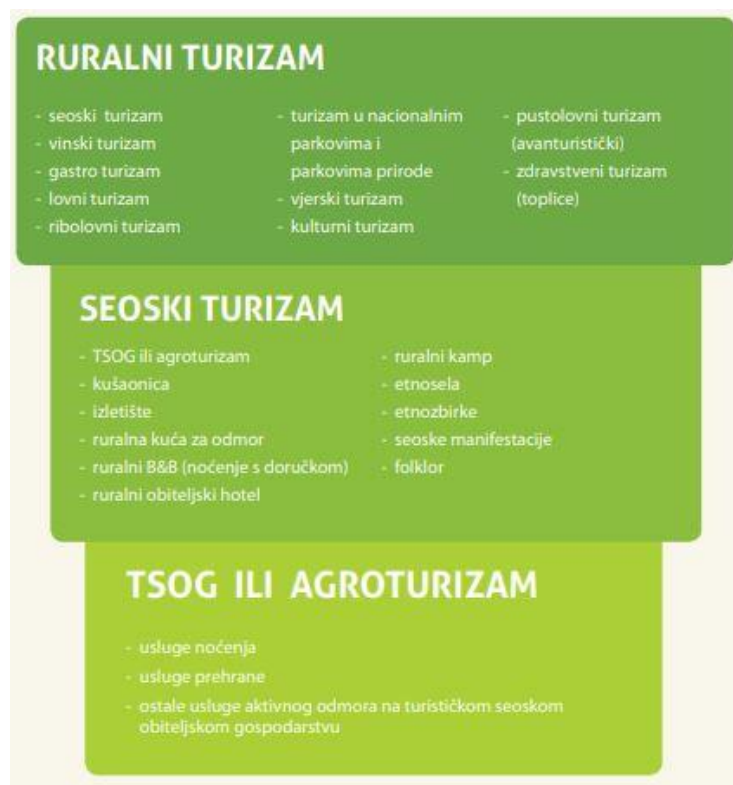 RURALNI TURIZAM
- seoski turizam
- vinski turizam
- gastro turizam
- lovni turizam
- ribolovni turizam
- turizam u nacionalnim
parkovima i
parkovima prirode
- vjerski turizam
- kulturni turizam
- pustolovni turizam
(avanturistički)
- zdravstveni turizam
(toplice)
SEOSKI TURIZAM
- TSOG ili agroturizam
- kušaonica
- izletište
- ruralna kuća za odmor
- ruralni B&B (noćenje s doručkom)
- ruralni obiteljski hotel
- ruralni kamp
- etnosela
- etnozbirke
- seoske manifestacije
- folklor
TSOG ILI AGROTURIZAM
- usluge noćenja
- usluge prehrane
- ostale usluge aktivnog odmora na turističkom seoskom
obiteljskom gospodarstvu